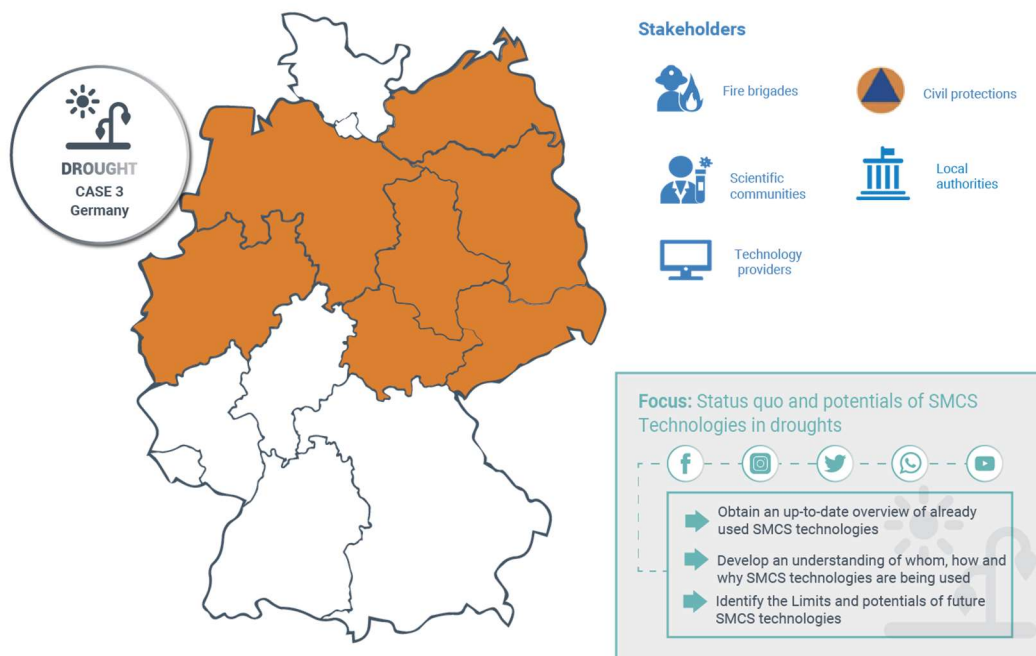 DROUGHT
CASE 3
Germany
Stakeholders
Fire brigades
Civil protections
Scientific
communities
Local
authorities
Technology
providers
Focus: Status quo and potentials of SMCS
Technologies in droughts
Obtain an up-to-date overview of already
used SMCS technologies
Develop an understanding of whom, how and
why SMCS technologies are being used
Identify the Limits and potentials of future
SMCS technologies